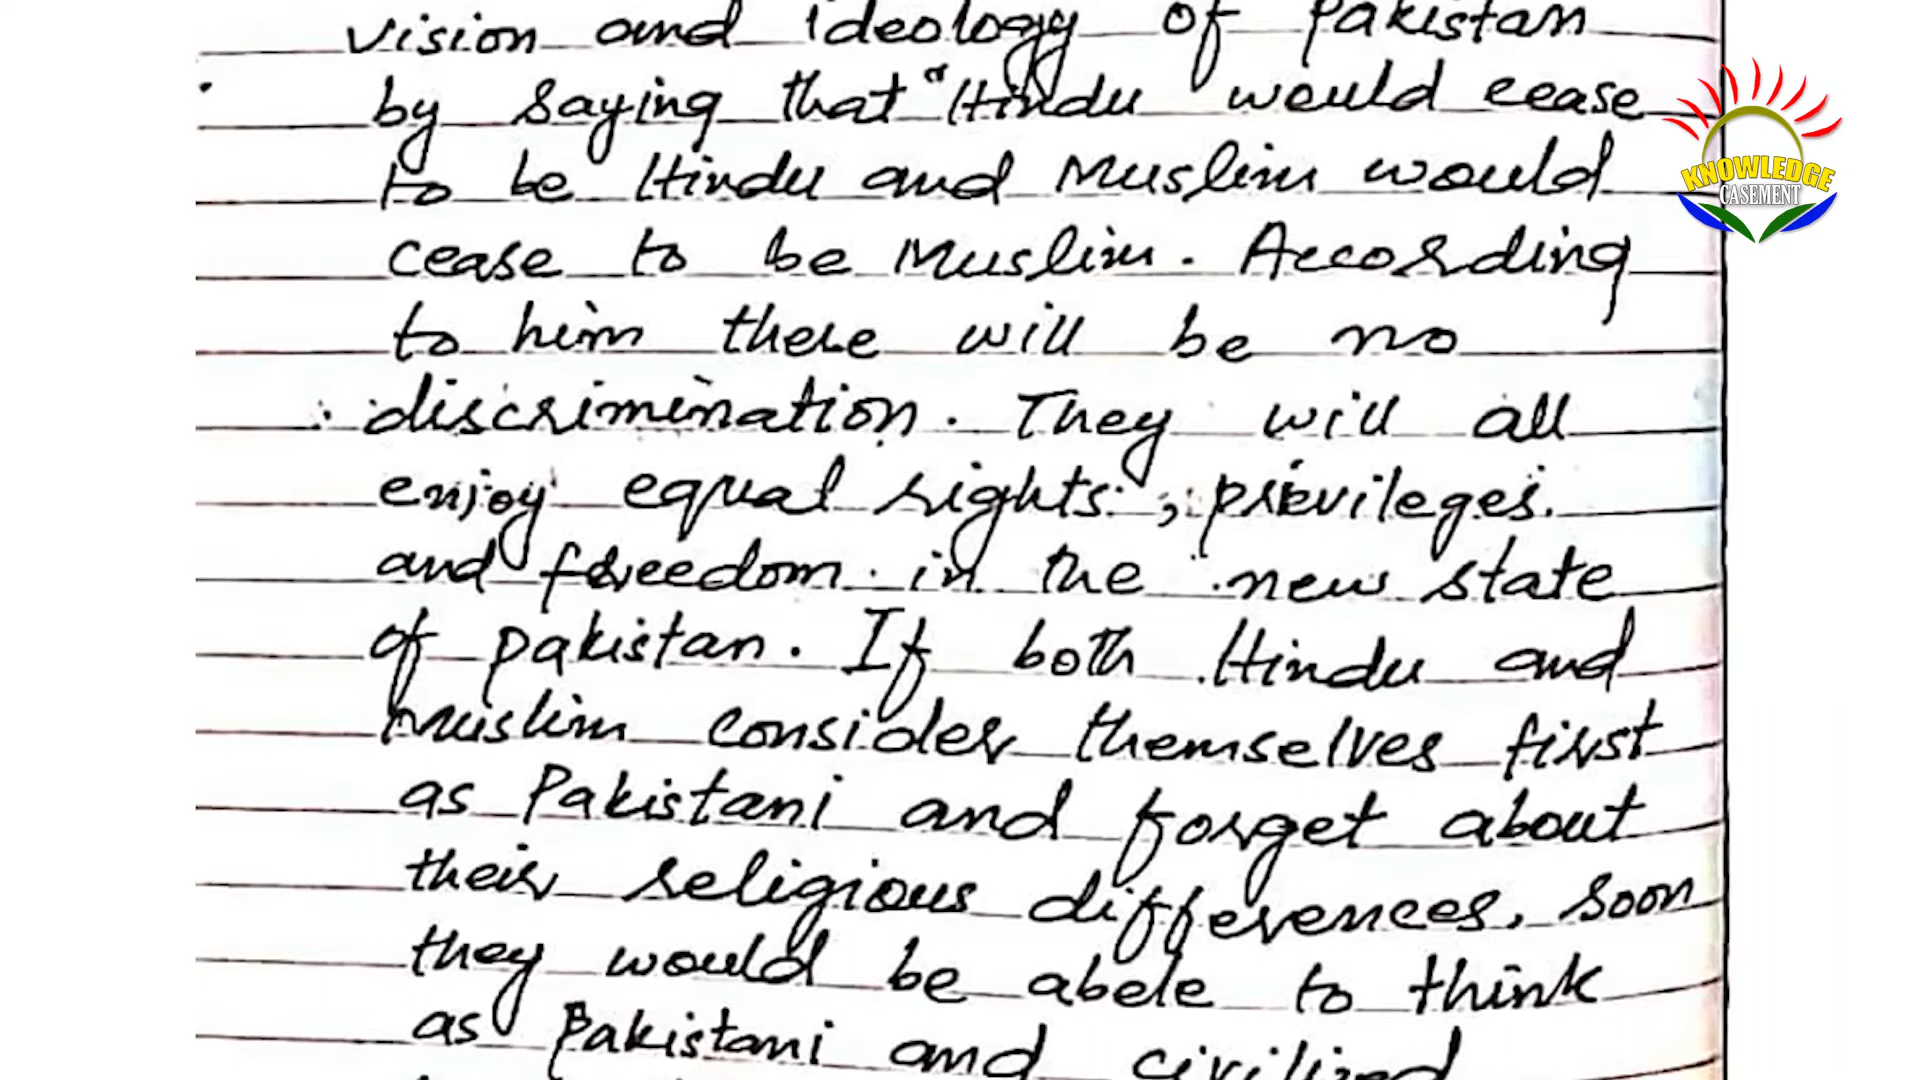 vision and ideology of Pakistan
by saying that "Hindu would cease
to be Hindu and Muslim would
cease to be Muslim. According
to him there will be no
discrimination. They will all
enjoy equal rights, privileges.
and freedom in the new state
of Pakistan. If both Hindu and
Muslim consider themselves first
as Pakistani and forget about
their religious differences, soon
they would be abele to think
as Pakistani and civilized
KNOWLEDGE
CASEMENT